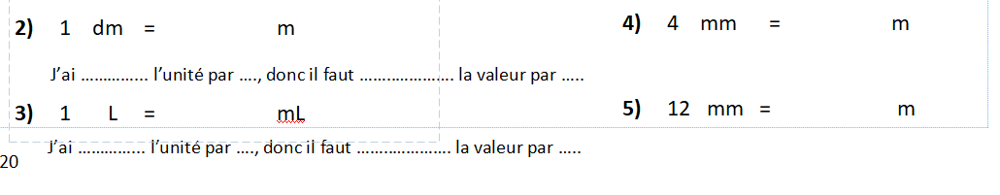 2) 1 dm = m
J'ai ………….. l'unité par …., donc il faut ………………… la valeur par …..
3) 1 L = mL
J'ai ………….. l'unité par …., donc il faut ………………… la valeur par …..
20
4) 4 mm = m
5) 12 mm = m